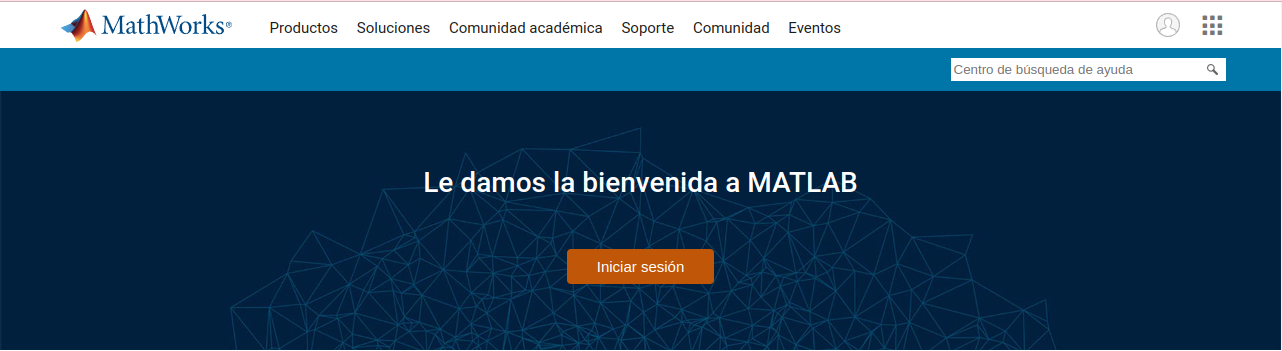 MathWorks®
Productos Soluciones Comunidad académica Soporte Comunidad Eventos
Centro de búsqueda de ayuda
Le damos la bienvenida a MATLAB
Iniciar sesión